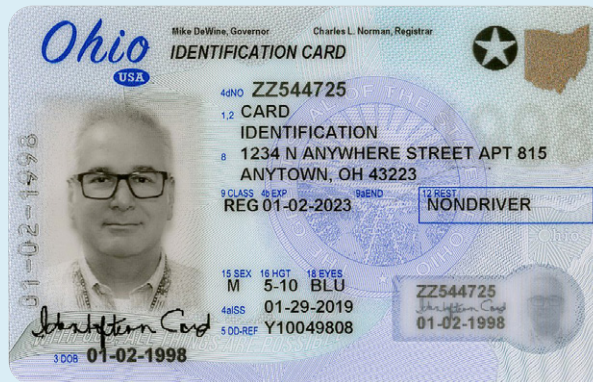 Ohio
USA
Mike DeWine, Governor Charles L. Norman, Registrar
IDENTIFICATION CARD
4dNO ZZ544725
1,2 CARD
IDENTIFICATION
8 1234 N ANYWHERE STREET APT 815
ANYTOWN, OH 43223
9 CLASS 4b EXP 9aEND 12 REST
REG 01-02-2023 NONDRIVER
15 SEX 16 HGT 18 EYES
M 5-10 BLU
4aISS 01-29-2019
5 DD-REF Y10049808
01-02-1998
Identification Card
3 DOB 01-02-1998
ZZ544725
01-02-1998